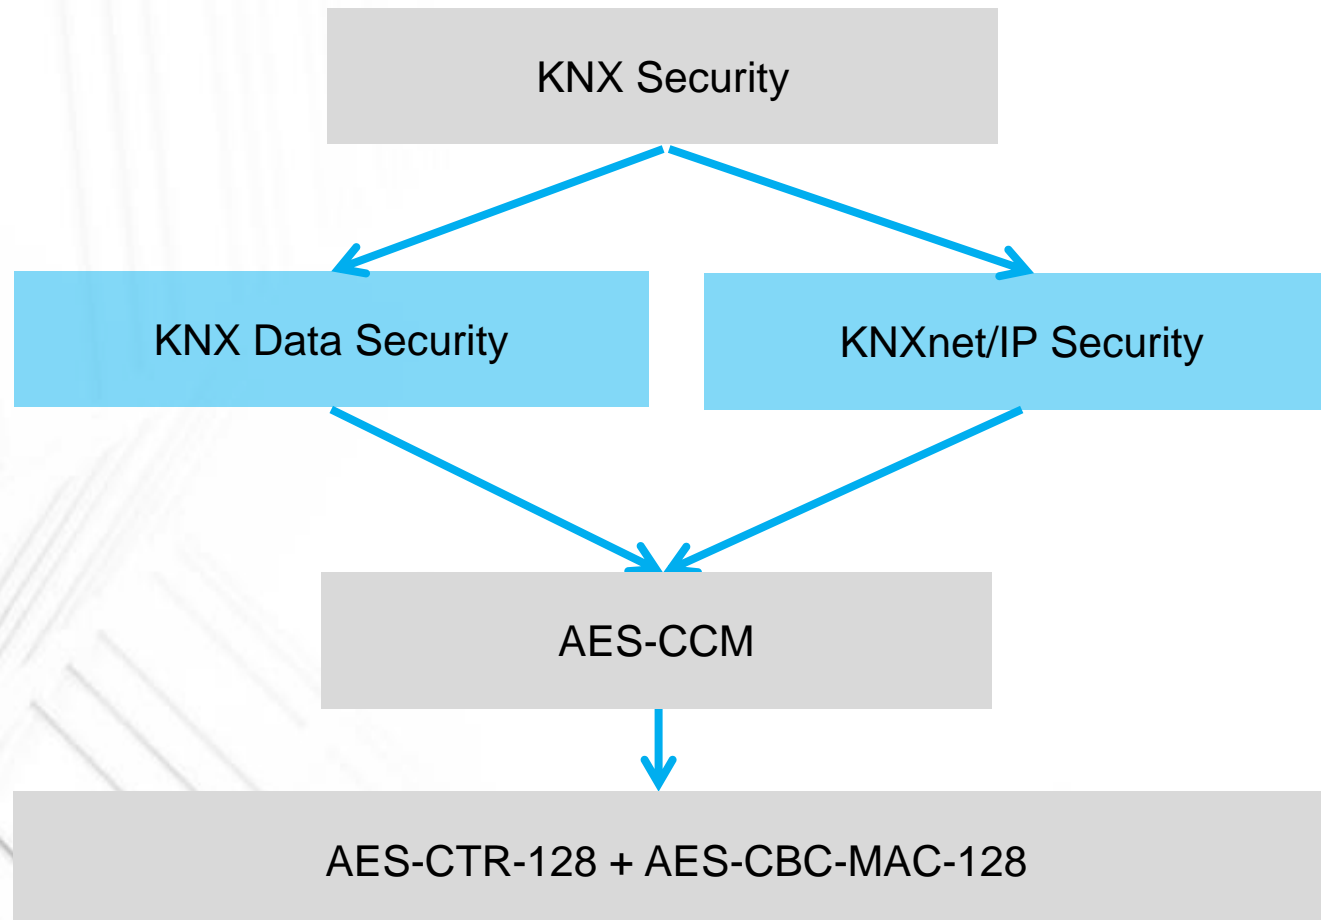 KNX Security
KNX Data Security
KNXnet/IP Security
AES-CCM
AES-CTR-128 + AES-CBC-MAC-128